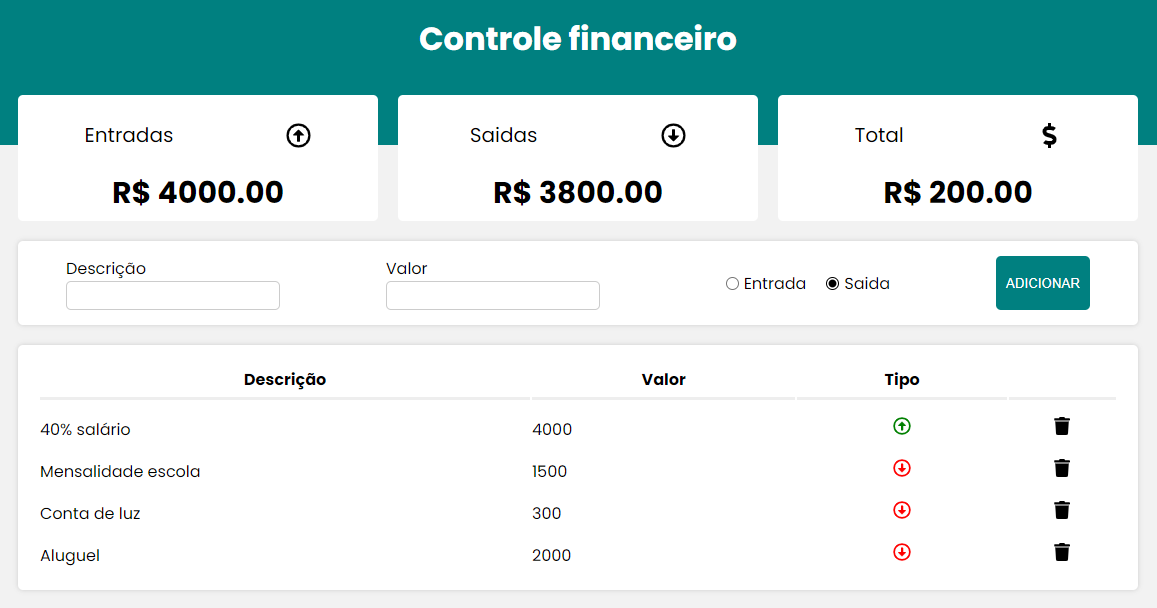 Controle financeiro
Entradas
R$ 4000.00
Saidas
R$ 3800.00
Total
R$ 200.00
Descrição
Valor
Entrada Saida
ADICIONAR
Descrição Valor Tipo
40% salário 4000
Mensalidade escola 1500
Conta de luz 300
Aluguel 2000